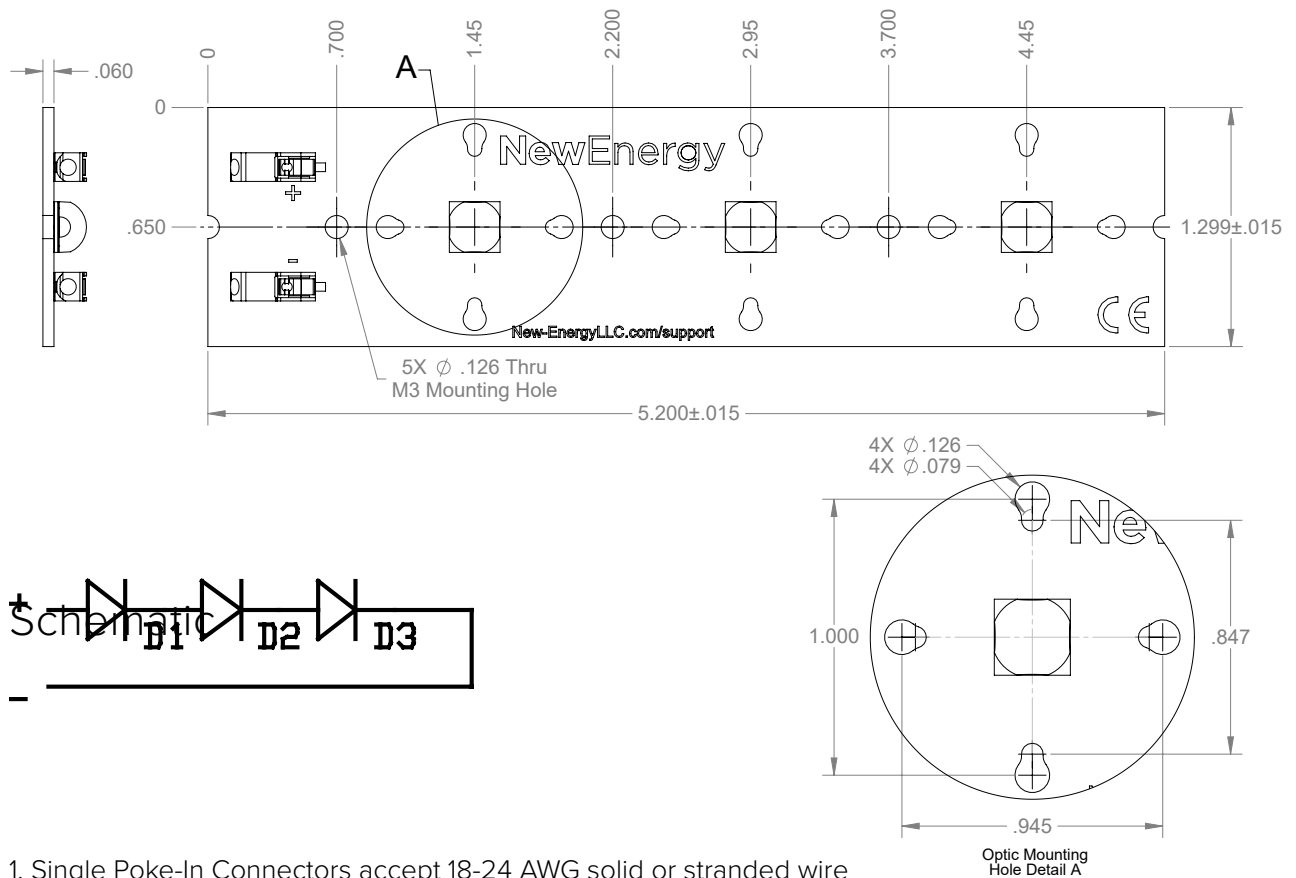 0
.700
1.45
2.200
2.95
3.700
4.45
.060
A
0
NewEnergy
+
.650
1.299±.015
-
CE
New-EnergyLLC.com/support
5X ∅ .126 Thru
M3 Mounting Hole
5.200±.015
4X ∅.126
4X ∅.079
Ne
+
Schematic
D1 D2 D3
1.000
.847
-
.945
Optic Mounting
Hole Detail A
1. Single Poke-In Connectors accept 18-24 AWG solid or stranded wire